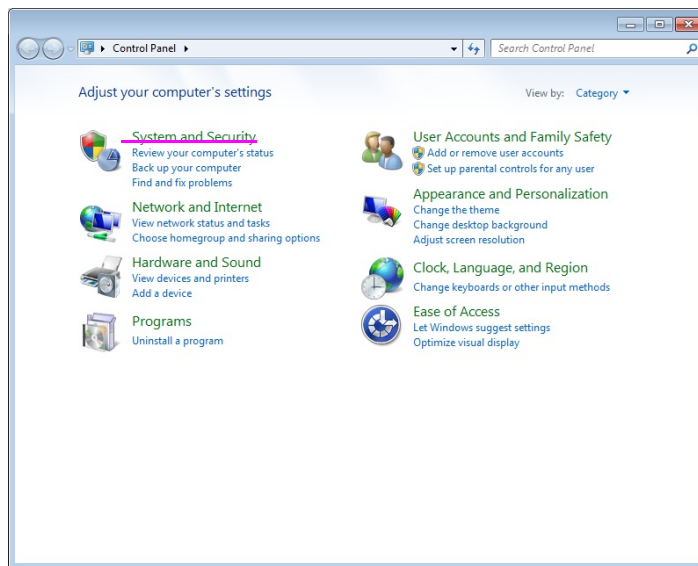 Control Panel
Search Control Panel
Adjust your computer's settings
View by: Category
System and Security
Review your computer's status
Back up your computer
Find and fix problems
Network and Internet
View network status and tasks
Choose homegroup and sharing options
Hardware and Sound
View devices and printers
Add a device
Programs
Uninstall a program
User Accounts and Family Safety
Add or remove user accounts
Set up parental controls for any user
Appearance and Personalization
Change the theme
Change desktop background
Adjust screen resolution
Clock, Language, and Region
Change keyboards or other input methods
Ease of Access
Let Windows suggest settings
Optimize visual display